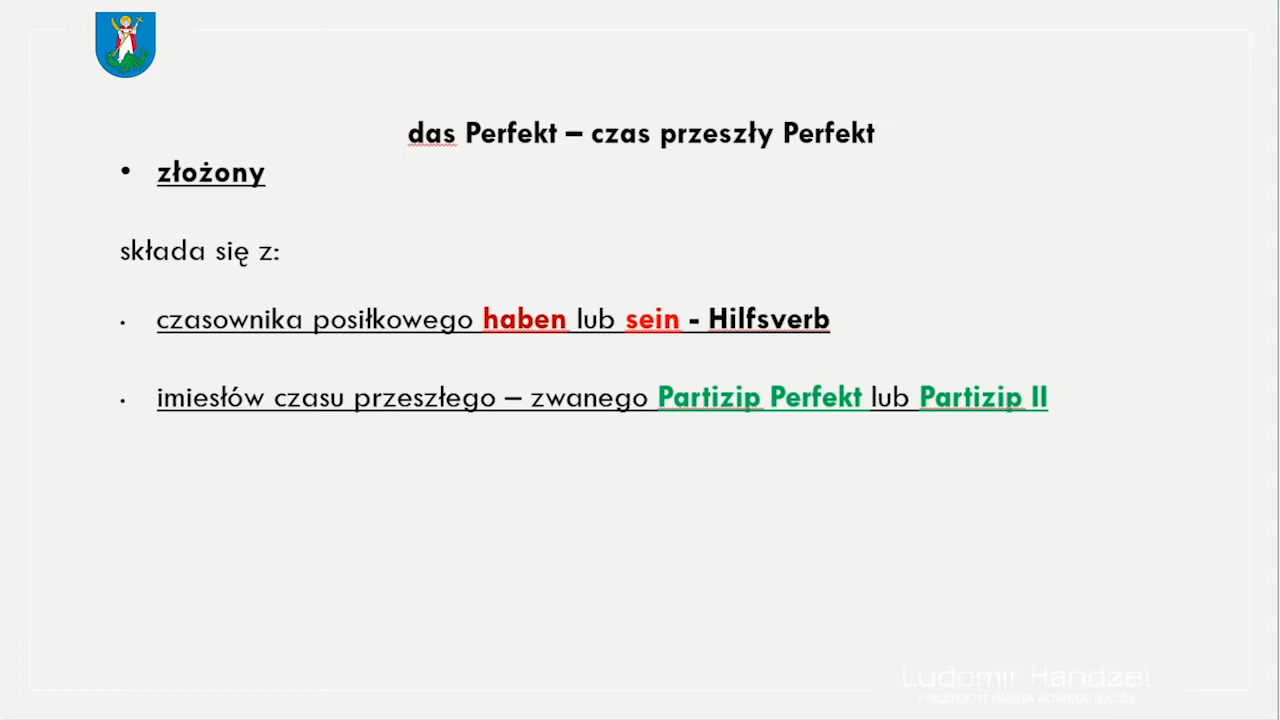 das Perfekt – czas przeszły Perfekt
• złożony
składa się z:
• czasownika posiłkowego haben lub sein - Hilfsverb
• imiesłów czasu przeszłego – zwanego Partizip Perfekt lub Partizip II
Ludomir Handzel
PREZYDENT MIASTA NOWEGO SĄCZA